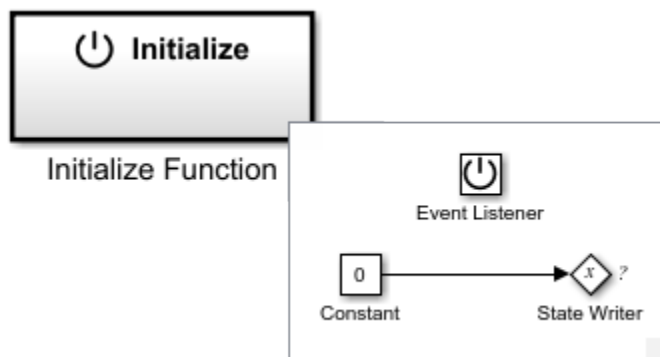 Initialize
Initialize Function
Event Listener
0
x
?
Constant
State Writer